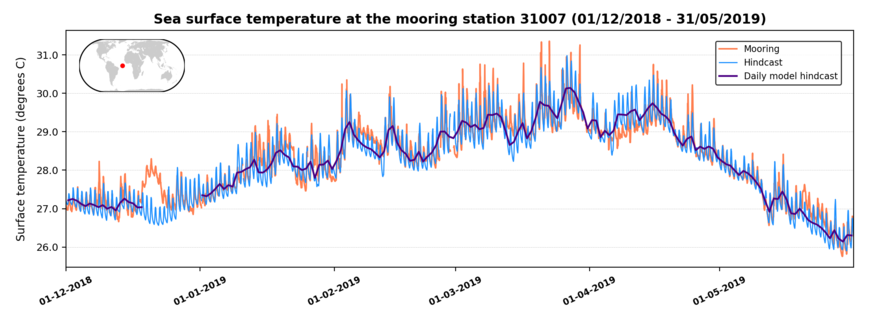 Sea surface temperature at the mooring station 31007 (01/12/2018 - 31/05/2019)
Surface temperature (degrees C)
31.0
30.0
29.0
28.0
27.0
26.0
Mooring
Hindcast
Daily model hindcast
01-12-2018
01-01-2019
01-02-2019
01-03-2019
01-04-2019
01-05-2019